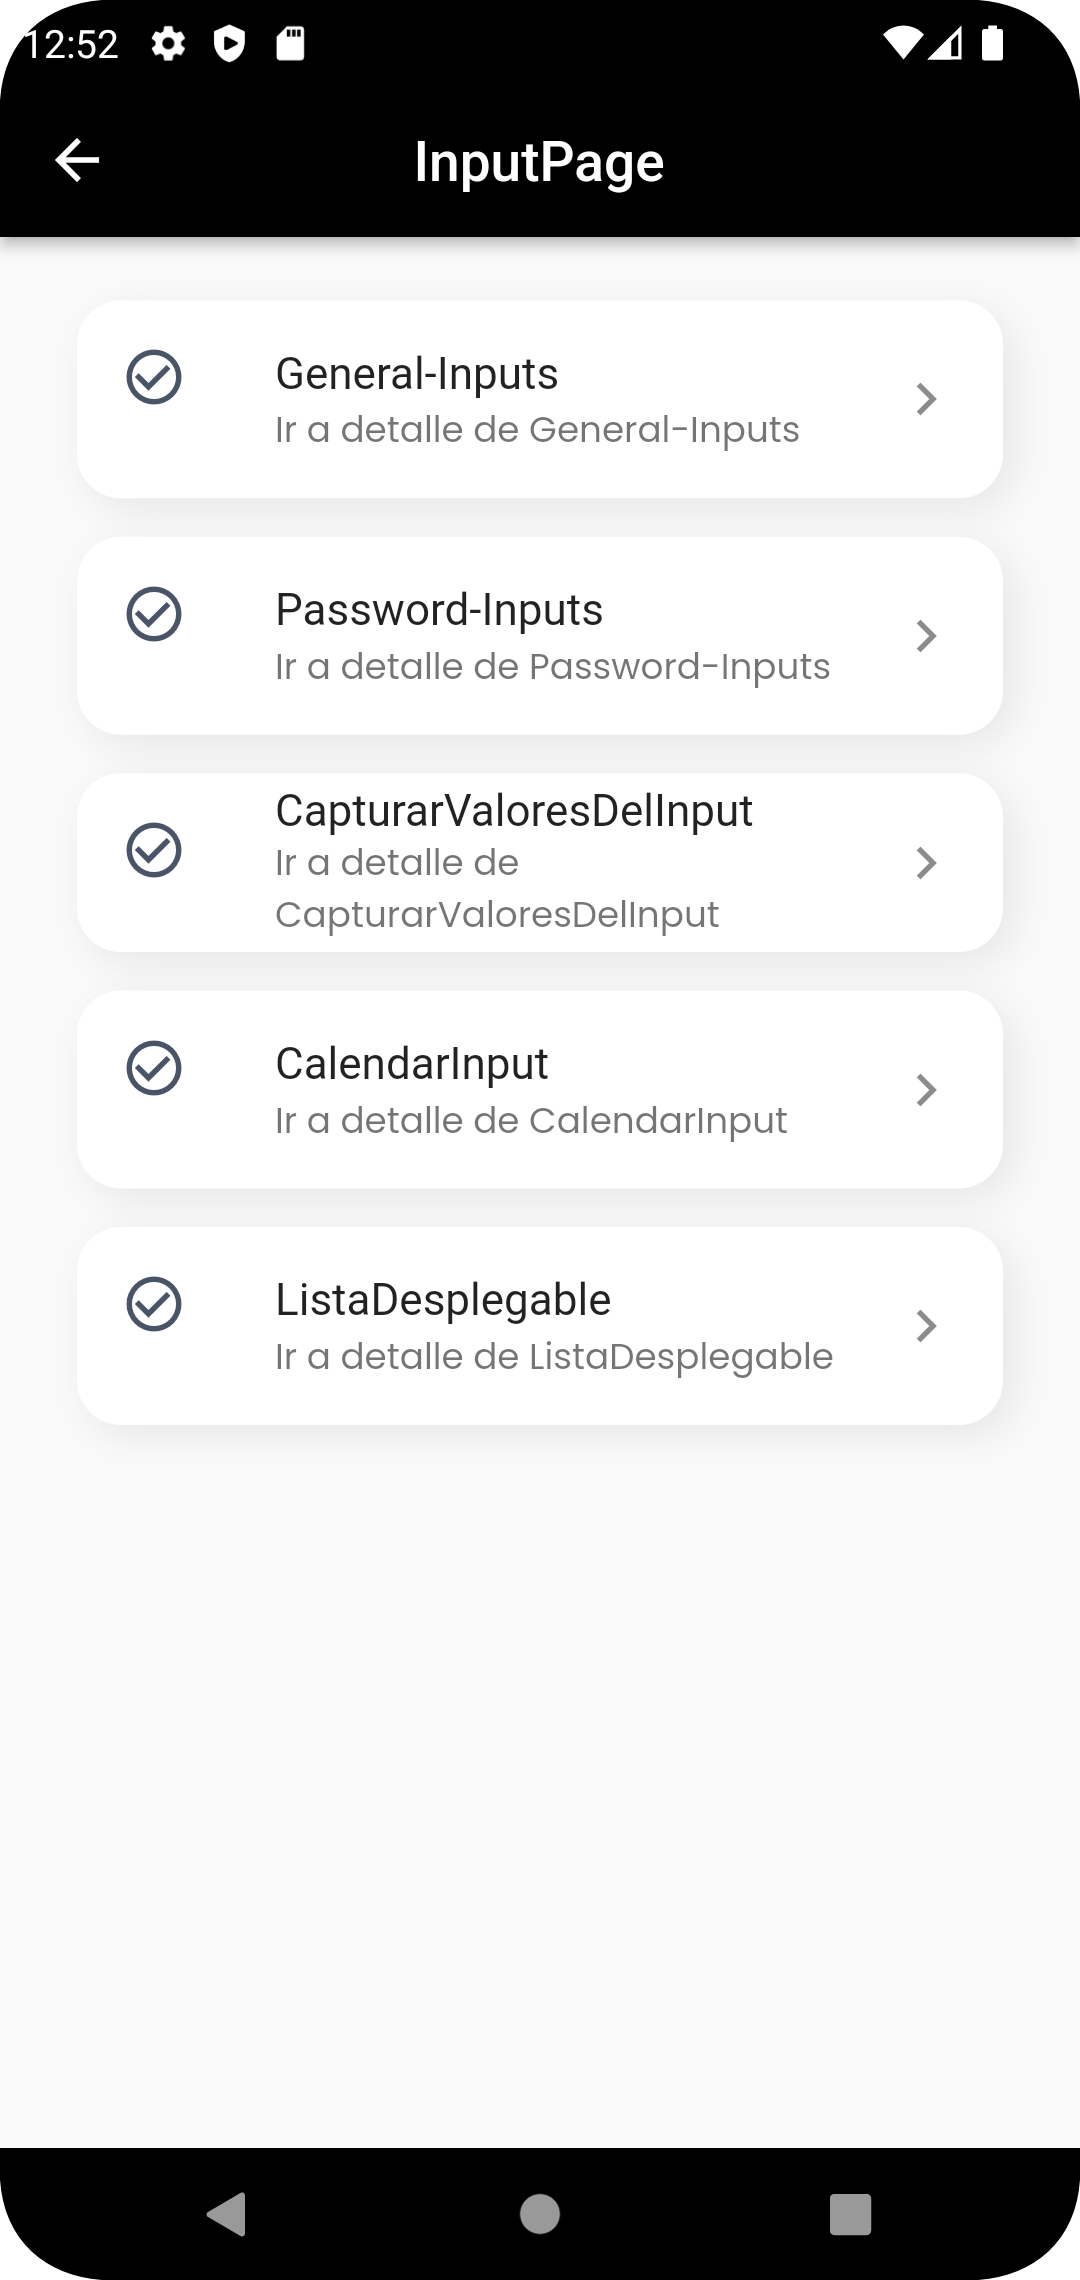 12:52
InputPage
General-Inputs
Ir a detalle de General-Inputs
Password-Inputs
Ir a detalle de Password-Inputs
CapturarValoresDelInput
Ir a detalle de
CapturarValoresDelInput
CalendarInput
Ir a detalle de CalendarInput
ListaDesplegable
Ir a detalle de ListaDesplegable